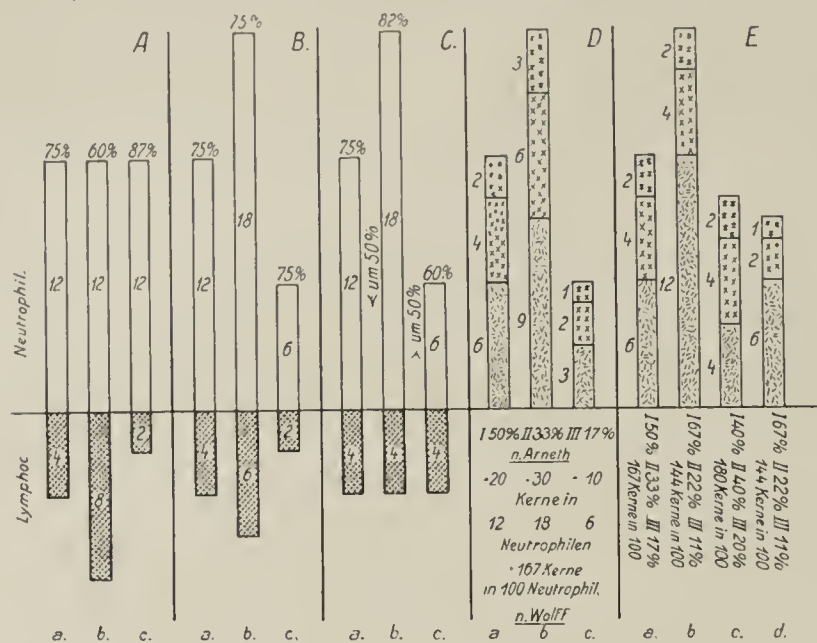 A
B.
C.
D
E
Neutrophil.
Lymphoc
75% 60% 87%
12 12 12
4 8 2
a. b. c.
75% 75% 75%
12 18 6
4 6 2
a. b. c.
75% 82% 60%
12 18 6
< um 50%
> um 50%
4 4 4
a. b. c.
2 4 6
3 6 9
1 2 3
I 50% II 33% III 17%
n. Arneth
·20 ·30 ·10
Kerne in
12 18 6
Neutrophilen
·167 Kerne
in 100 Neutrophil.
n. Wolff
a b c.
2 4 6
2 4 12
2 4 4
1 2 6
I 50% II 33% III 17%
167 Kerne in 100
I 67% II 22% III 11%
144 Kerne in 100
I 40% II 40% III 20%
180 Kerne in 100
I 67% II 22% III 11%
144 Kerne in 100
a. b c. d.